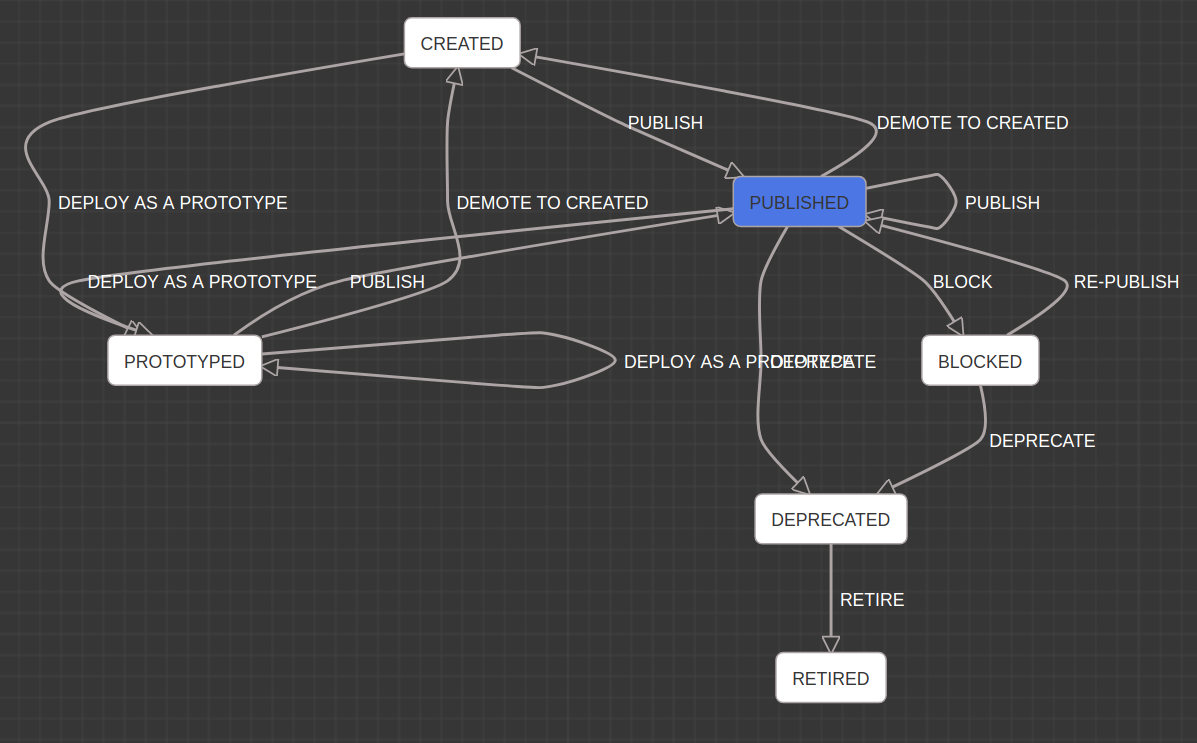 CREATED
PUBLISH
DEMOTE TO CREATED
DEPLOY AS A PROTOTYPE
DEMOTE TO CREATED
PUBLISHED
PUBLISH
DEPLOY AS A PROTOTYPE
PUBLISH
BLOCK
RE-PUBLISH
PROTOTYPED
DEPLOY AS A PROTOTYPE
DEPRECATE
BLOCKED
DEPRECATE
DEPRECATED
RETIRE
RETIRED